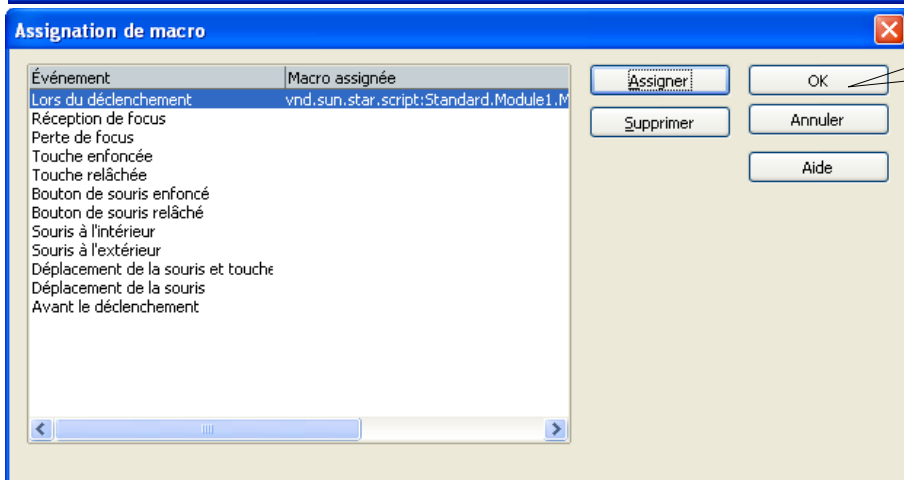 Assignation de macro
Événement Macro assignée
Lors du déclenchement vnd.sun.star.script:Standard.Module1.M
Réception de focus
Perte de focus
Touche enfoncée
Touche relâchée
Bouton de souris enfoncé
Bouton de souris relâché
Souris à l'intérieur
Souris à l'extérieur
Déplacement de la souris et touche
Déplacement de la souris
Avant le déclenchement
Assigner OK
Supprimer Annuler
Aide